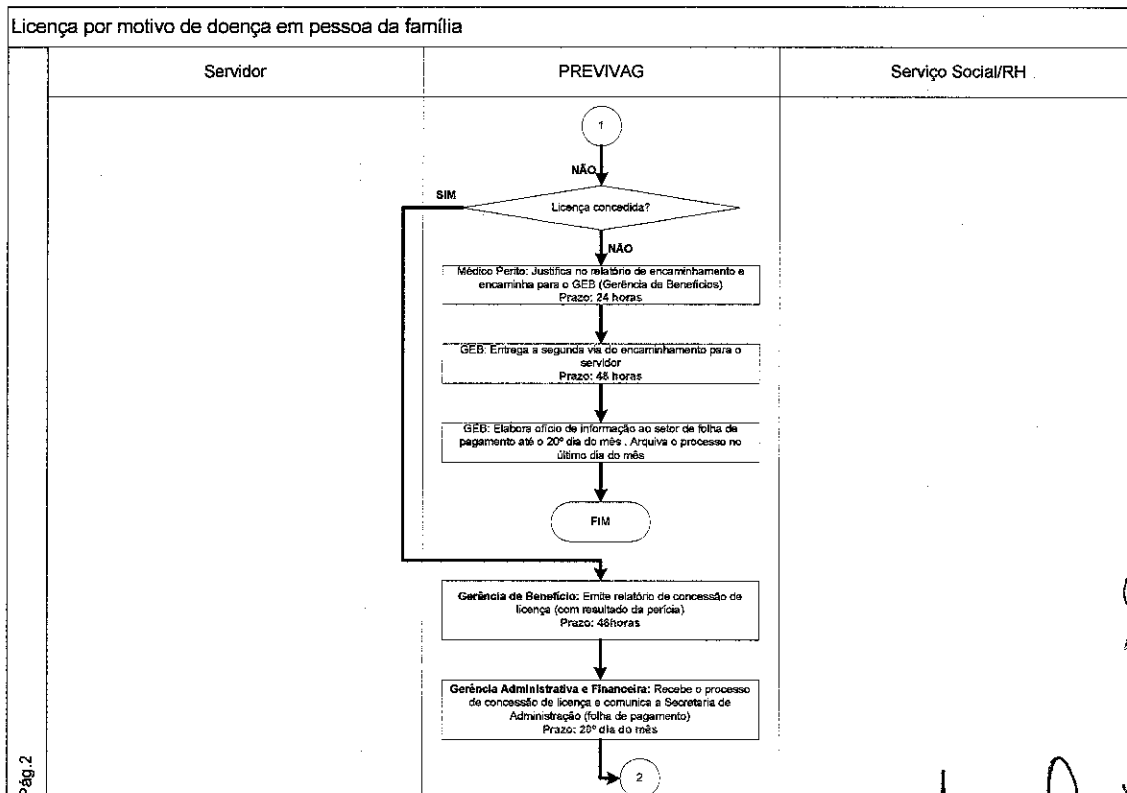 Licença por motivo de doença em pessoa da família
Servidor
PREVIVAG
Serviço Social/RH
1
NÃO
SIM
Licença concedida?
NÃO
Médico Perito: Justifica no relatório de encaminhamento e
encaminha para o GEB (Gerência de Benefícios)
Prazo: 24 horas
GEB: Entrega a segunda via do encaminhamento para o
servidor
Prazo: 48 horas
GEB: Elabora ofício de informação ao setor de folha de
pagamento até o 20º dia do mês . Arquiva o processo no
último dia do mês
FIM
Gerência de Benefício: Emite relatório de concessão de
licença (com resultado da perícia)
Prazo: 48horas
Gerência Administrativa e Financeira: Recebe o processo
de concessão de licença e comunica a Secretaria de
Administração (folha de pagamento)
Prazo: 20º dia do mês
2
Pág.2